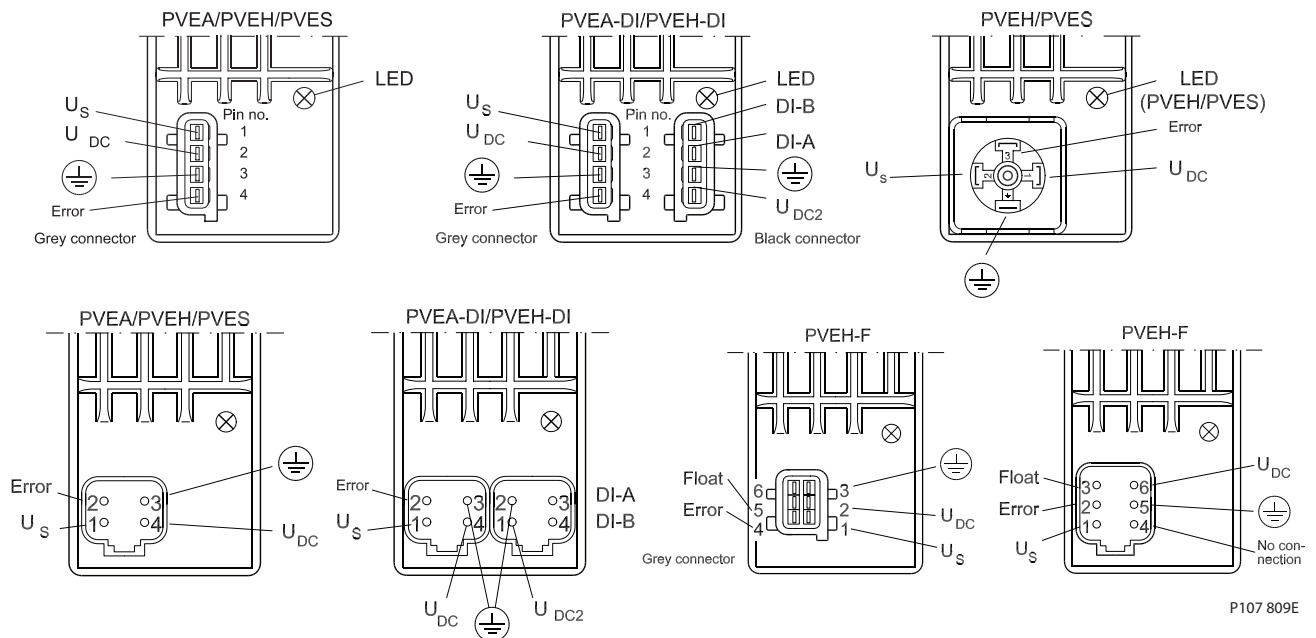 PVEA/PVEH/PVES
LED
U S
U DC
Pin no.
1
2
3
4
Error
Grey connector
PVEA-DI/PVEH-DI
LED
U S
U DC
Pin no.
1
2
3
4
DI-B
DI-A
Error
U DC2
Grey connector
Black connector
PVEH/PVES
LED
(PVEH/PVES)
Error
U S
3
2
1
U DC
PVEA/PVEH/PVES
Error
2
3
U S
1
4
U DC
PVEA-DI/PVEH-DI
Error
2
3
2
3
DI-A
U S
1
4
1
4
DI-B
U DC
U DC2
PVEH-F
Float
6
3
5
2
Error
4
1
U DC
U S
Grey connector
PVEH-F
Float
3
6
U DC
Error
2
5
U S
1
4
No con-
nection
P107 809E